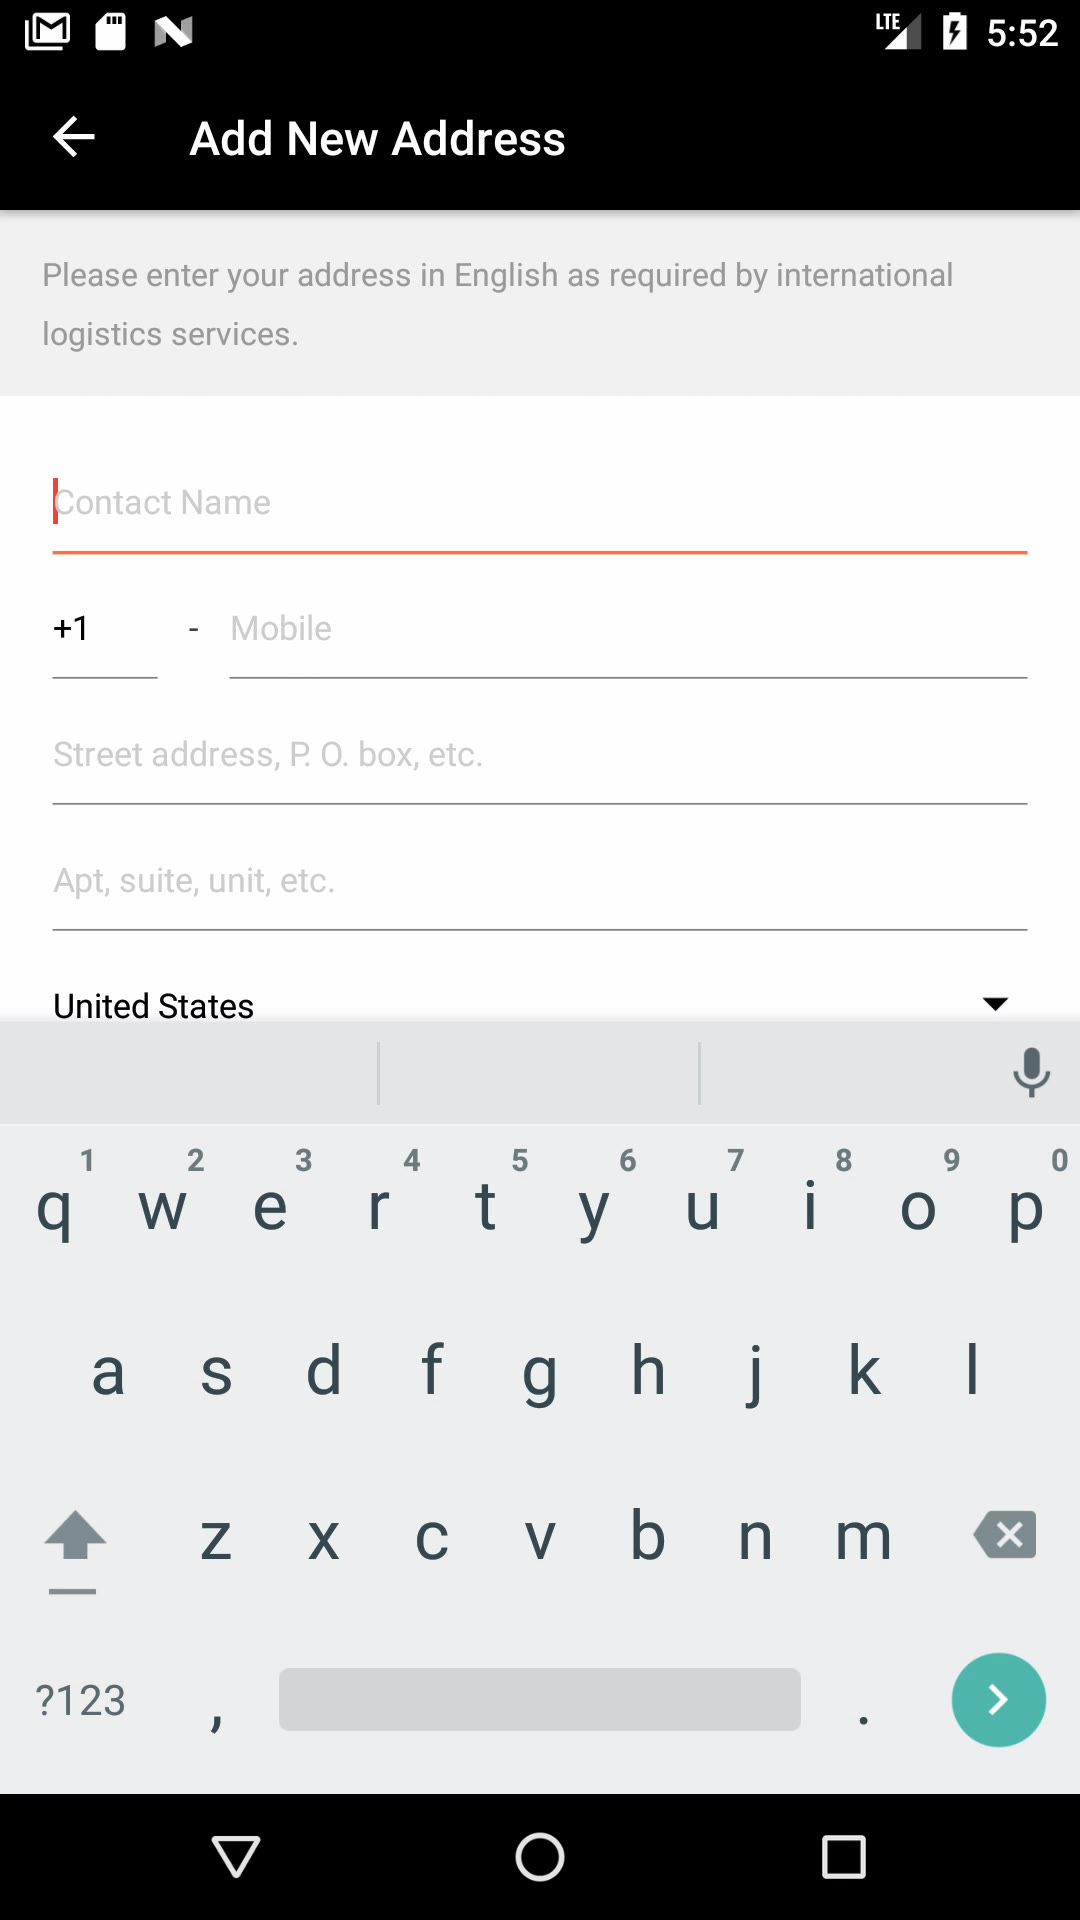 LTE 5:52
Add New Address
Please enter your address in English as required by international
logistics services.
Contact Name
+1 - Mobile
Street address, P. O. box, etc.
Apt, suite, unit, etc.
United States
1 2 3 4 5 6 7 8 9 0
q w e r t y u i o p
a s d f g h j k l
z x c v b n m
?123 , .